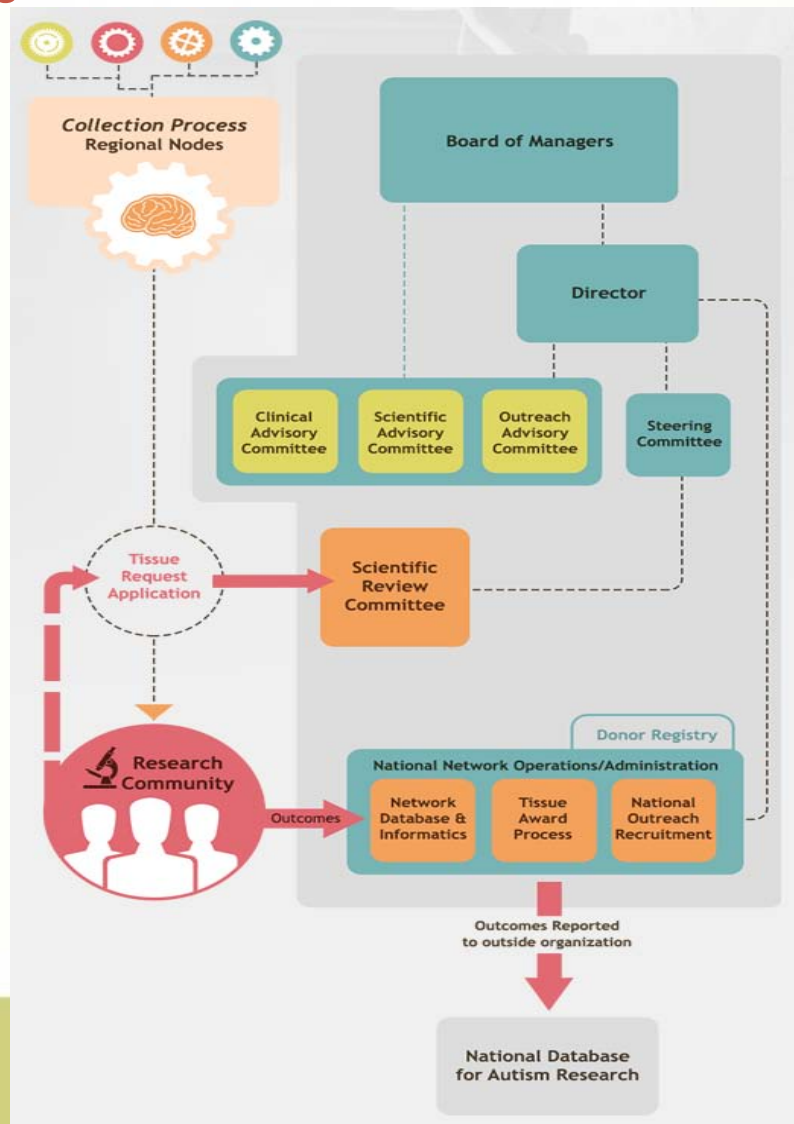 Collection Process
Regional Nodes
Board of Managers
Director
Clinical
Advisory
Committee
Scientific
Advisory
Committee
Outreach
Advisory
Committee
Steering
Committee
Tissue
Request
Application
Scientific
Review
Committee
Research
Community
Outcomes
Donor Registry
National Network Operations/Administration
Network
Database &
Informatics
Tissue
Award
Process
National
Outreach
Recruitment
Outcomes Reported
to outside organization
National Database
for Autism Research